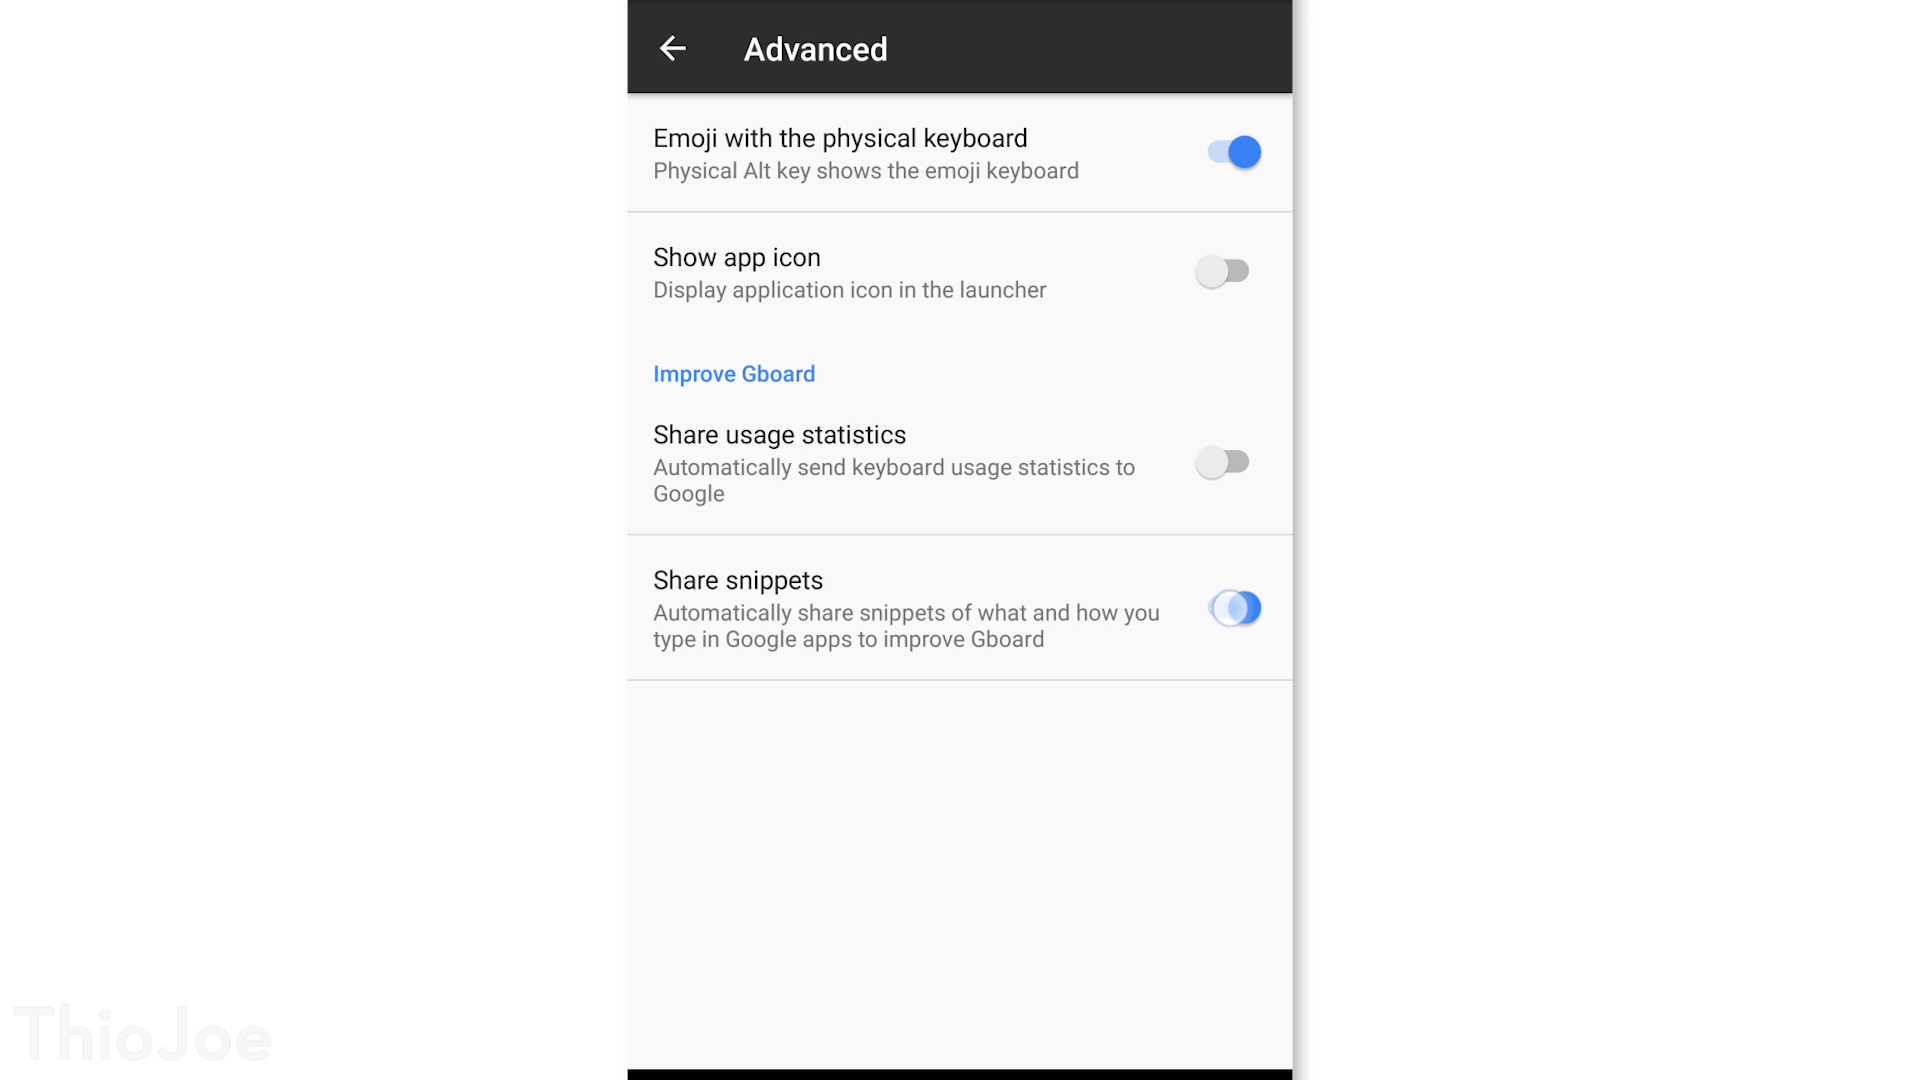 Advanced
Emoji with the physical keyboard
Physical Alt key shows the emoji keyboard
Show app icon
Display application icon in the launcher
Improve Gboard
Share usage statistics
Automatically send keyboard usage statistics to
Google
Share snippets
Automatically share snippets of what and how you
type in Google apps to improve Gboard
ThioJoe